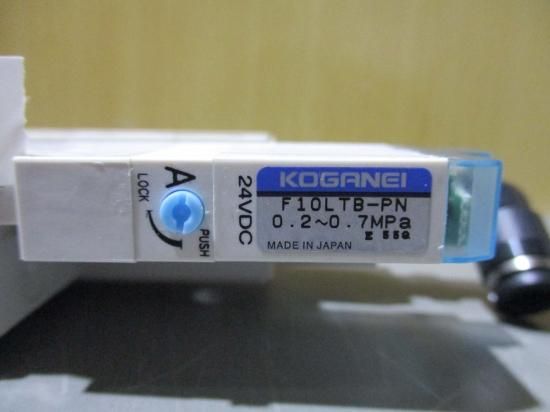 A
LOCK
PUSH
24VDC
KOGANEI
F10LTB-PN
0.2~0.7MPa
MADE IN JAPAN